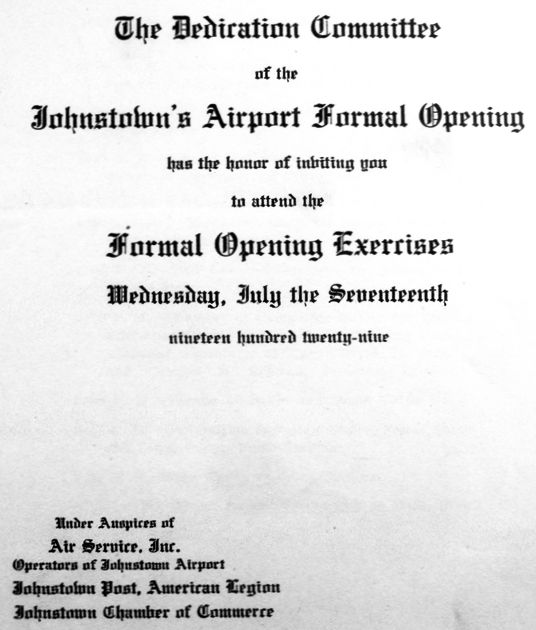 The Dedication Committee
of the
Johnstown's Airport Formal Opening
has the honor of inviting you
to attend the
Formal Opening Exercises
Wednesday, July the Seventeenth
nineteen hundred twenty-nine
Under Auspices of
Air Service, Inc.
Operators of Johnstown Airport
Johnstown Post, American Legion
Johnstown Chamber of Commerce